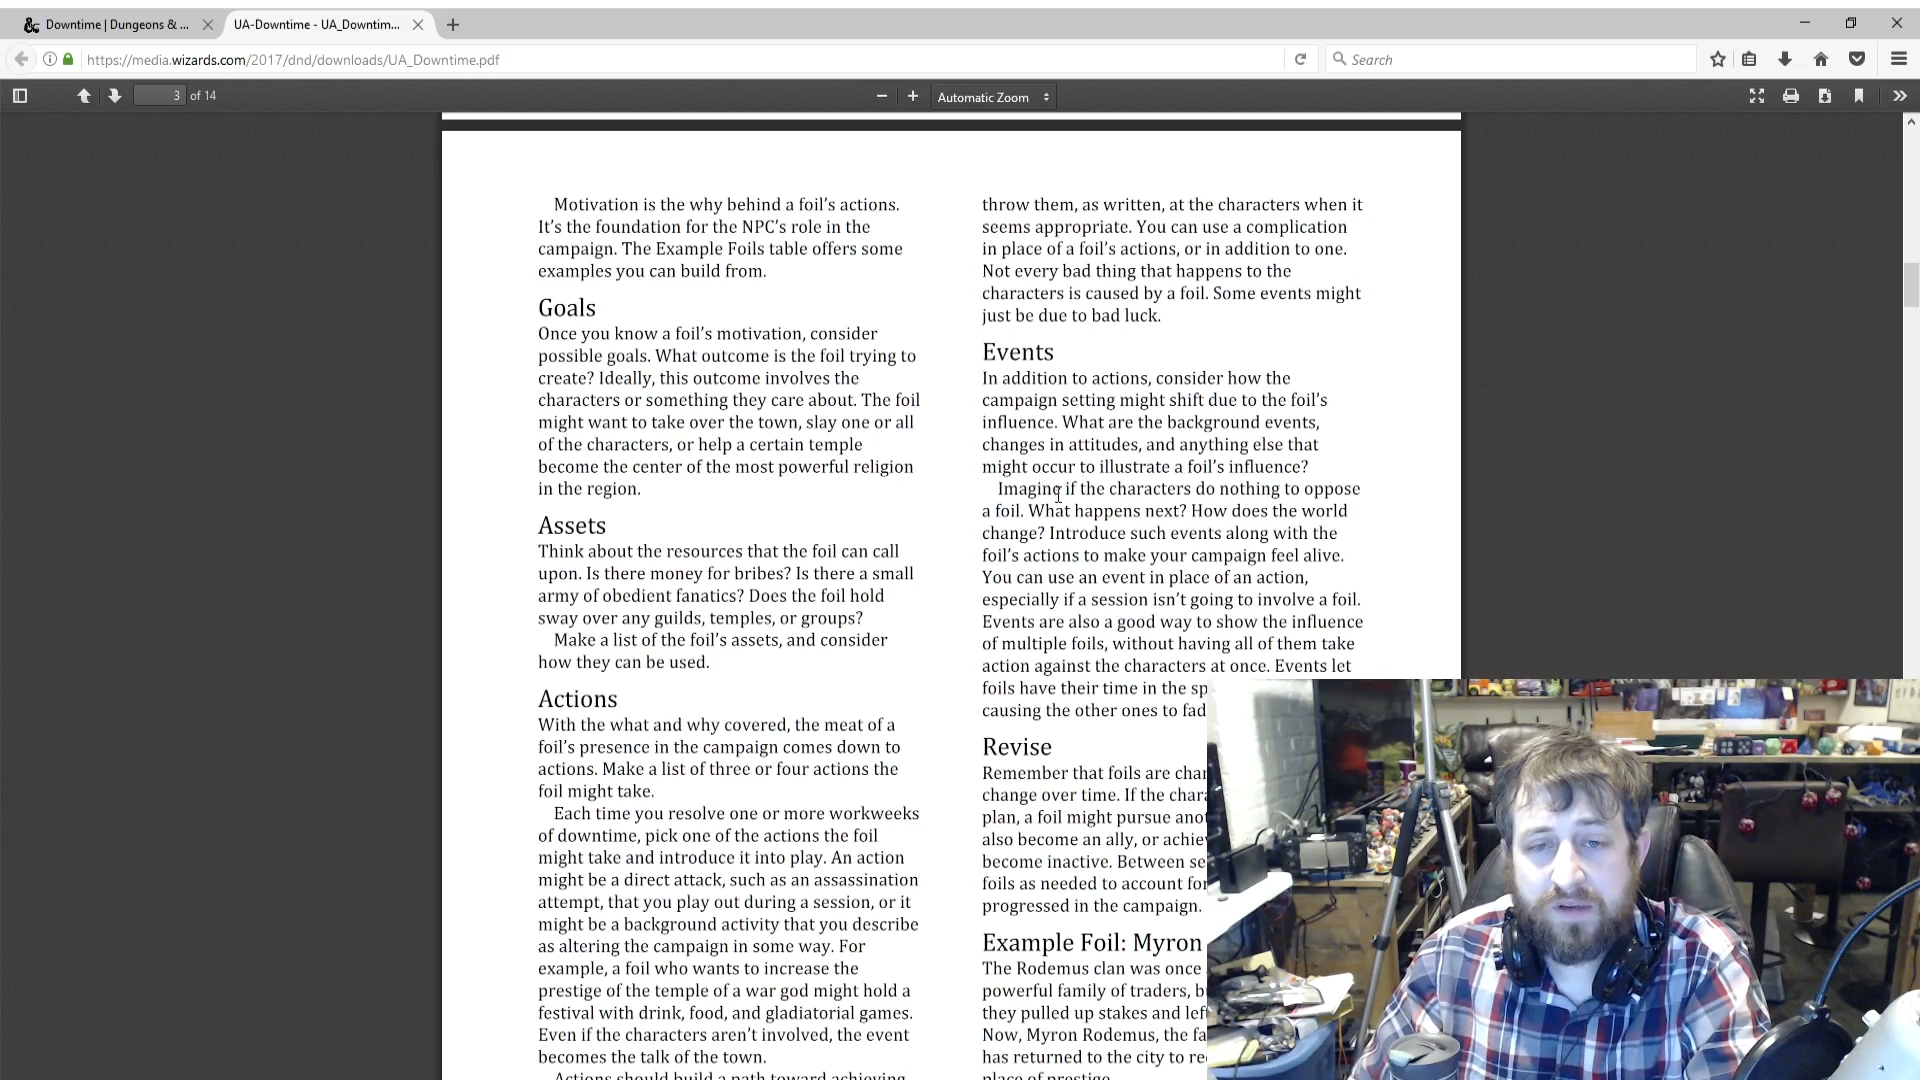 Downtime | Dungeons & ...
UA-Downtime - UA_Downtim...
https://media.wizards.com/2017/dnd/downloads/UA_Downtime.pdf
Search
3 of 14
Automatic Zoom
Motivation is the why behind a foil's actions.
It's the foundation for the NPC's role in the
campaign. The Example Foils table offers some
examples you can build from.
Goals
Once you know a foil's motivation, consider
possible goals. What outcome is the foil trying to
create? Ideally, this outcome involves the
characters or something they care about. The foil
might want to take over the town, slay one or all
of the characters, or help a certain temple
become the center of the most powerful religion
in the region.
Assets
Think about the resources that the foil can call
upon. Is there money for bribes? Is there a small
army of obedient fanatics? Does the foil hold
sway over any guilds, temples, or groups?
Make a list of the foil's assets, and consider
how they can be used.
Actions
With the what and why covered, the meat of a
foil's presence in the campaign comes down to
actions. Make a list of three or four actions the
foil might take.
Each time you resolve one or more workweeks
of downtime, pick one of the actions the foil
might take and introduce it into play. An action
might be a direct attack, such as an assassination
attempt, that you play out during a session, or it
might be a background activity that you describe
as altering the campaign in some way. For
example, a foil who wants to increase the
prestige of the temple of a war god might hold a
festival with drink, food, and gladiatorial games.
Even if the characters aren't involved, the event
becomes the talk of the town.
Actions should build a path toward achieving
throw them, as written, at the characters when it
seems appropriate. You can use a complication
in place of a foil's actions, or in addition to one.
Not every bad thing that happens to the
characters is caused by a foil. Some events might
just be due to bad luck.
Events
In addition to actions, consider how the
campaign setting might shift due to the foil's
influence. What are the background events,
changes in attitudes, and anything else that
might occur to illustrate a foil's influence?
Imagine if the characters do nothing to oppose
a foil. What happens next? How does the world
change? Introduce such events along with the
foil's actions to make your campaign feel alive.
You can use an event in place of an action,
especially if a session isn't going to involve a foil.
Events are also a good way to show the influence
of multiple foils, without having all of them take
action against the characters at once. Events let
foils have their time in the sp
causing the other ones to fad
Revise
Remember that foils are char
change over time. If the chara
plan, a foil might pursue anot
also become an ally, or achiev
become inactive. Between se
foils as needed to account for
progressed in the campaign.
Example Foil: Myron
The Rodemus clan was once
powerful family of traders, b
they pulled up stakes and lef
Now, Myron Rodemus, the fa
has returned to the city to re
place of prestige.